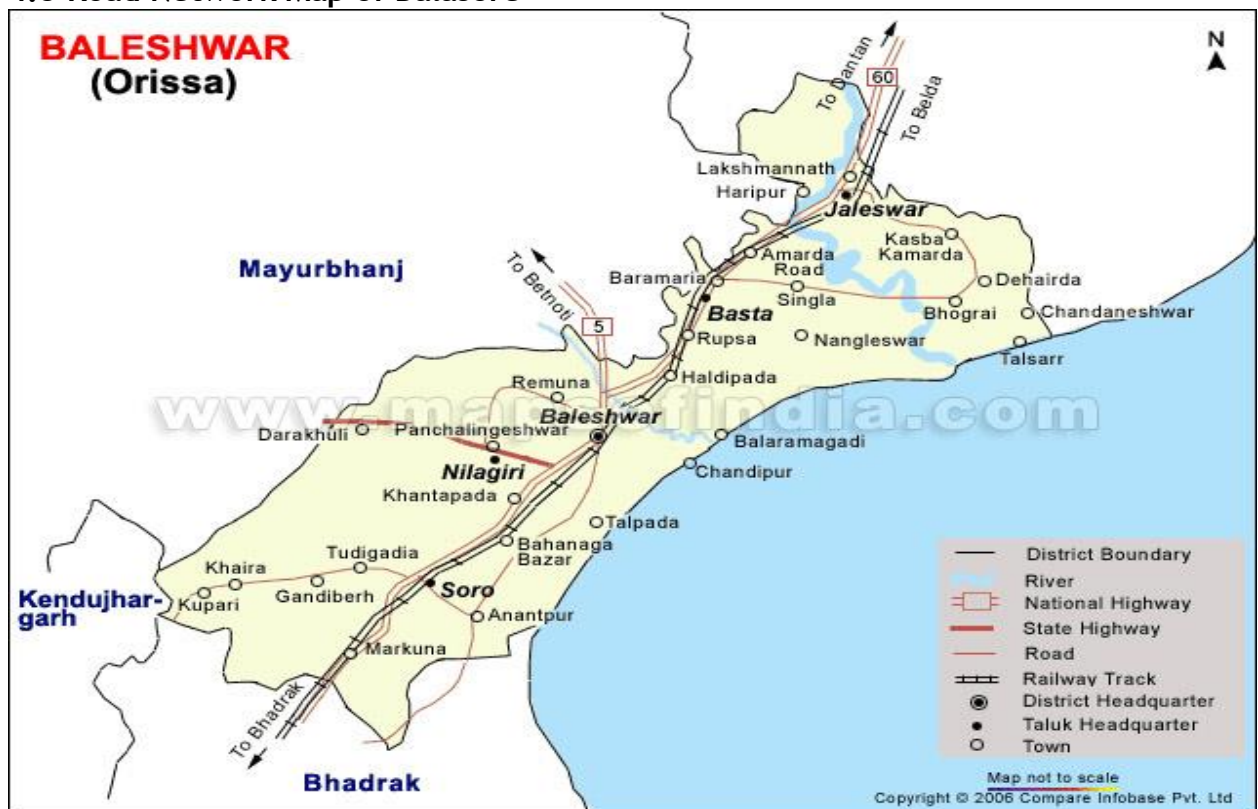 BALESHWAR
(Orissa)
N
To Dantan
60
To Belda
Lakshmannath
Haripur
Jaleswar
Kasba
Kamarda
Mayurbhanj
To Betnoti
Amarda
Road
Baramaria
Dehairda
Singla
Bhograi
Chandaneshwar
Basta
5
Rupsa
Nangleswar
Talsarr
Haldipada
Remuna
www.mapsofindia.com
Baleshwar
Darakhuli
Panchalingeshwar
Balaramagadi
Nilagiri
Chandipur
Khantapada
Talpada
Bahanaga
Bazar
Tudigadia
Khaira
Kupari
Gandiberh
Soro
Kendujhar-
garh
Anantpur
Markuna
To Bhadrak
Bhadrak
District Boundary
River
National Highway
State Highway
Road
Railway Track
District Headquarter
Taluk Headquarter
Town
Map not to scale
Copyright © 2006 Compare Infobase Pvt. Ltd